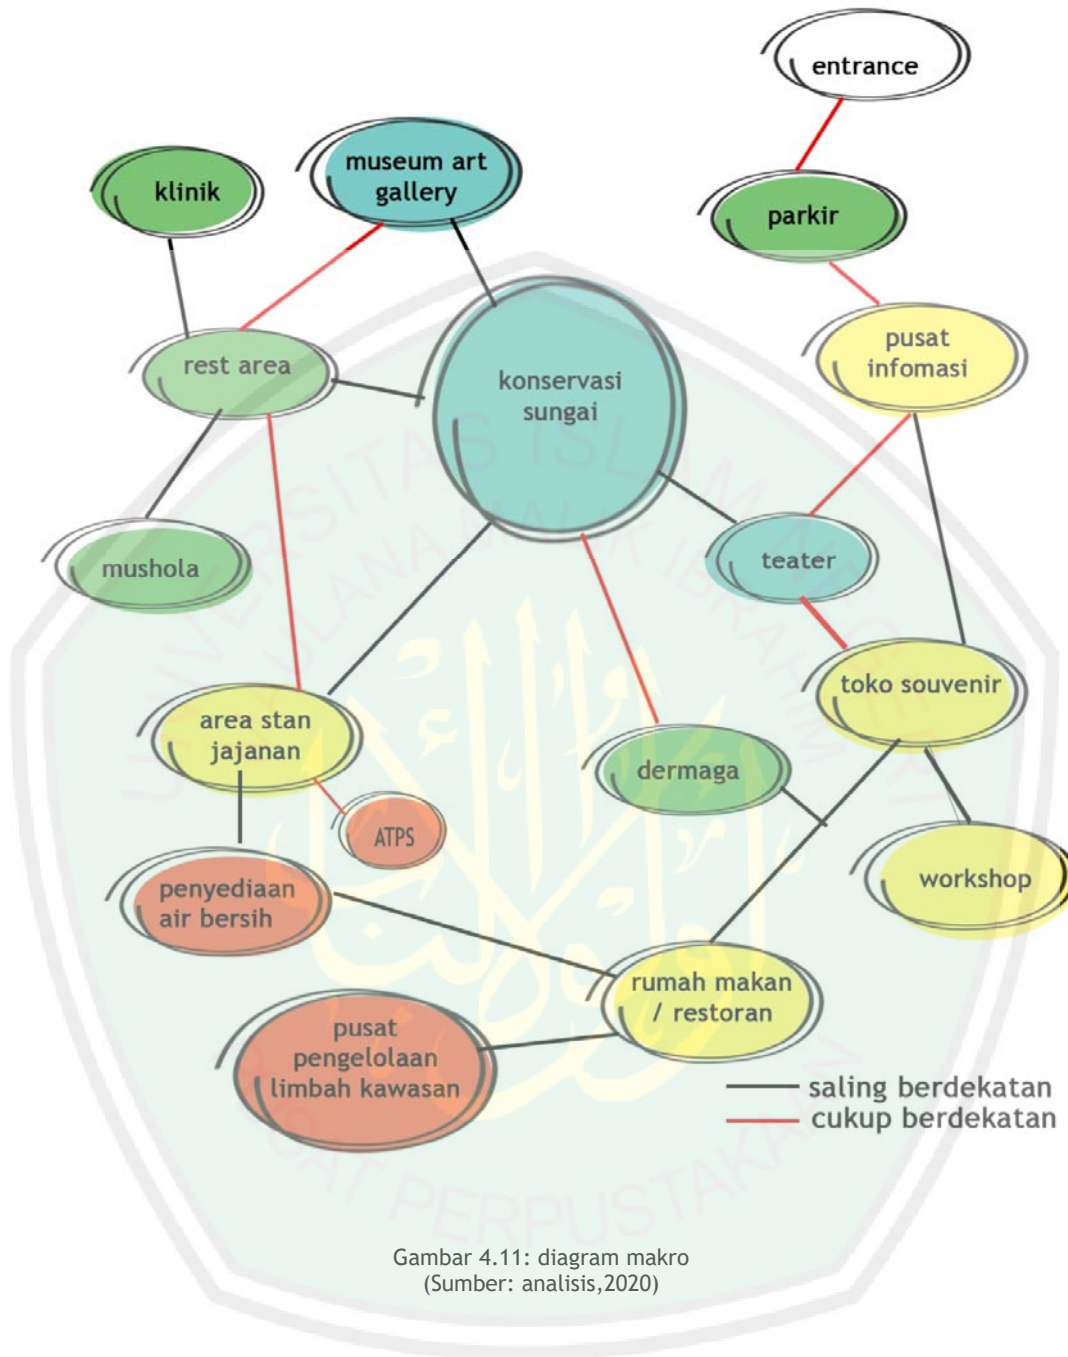 entrance
museum art
gallery
klinik
parkir
pusat
infomasi
rest area
konservasi
sungai
teater
mushola
toko souvenir
area stan
jajanan
dermaga
ATPS
workshop
penyediaan
air bersih
rumah makan
/ restoran
pusat
pengelolaan
limbah kawasan
saling berdekatan
cukup berdekatan
Gambar 4.11: diagram makro
(Sumber: analisis,2020)